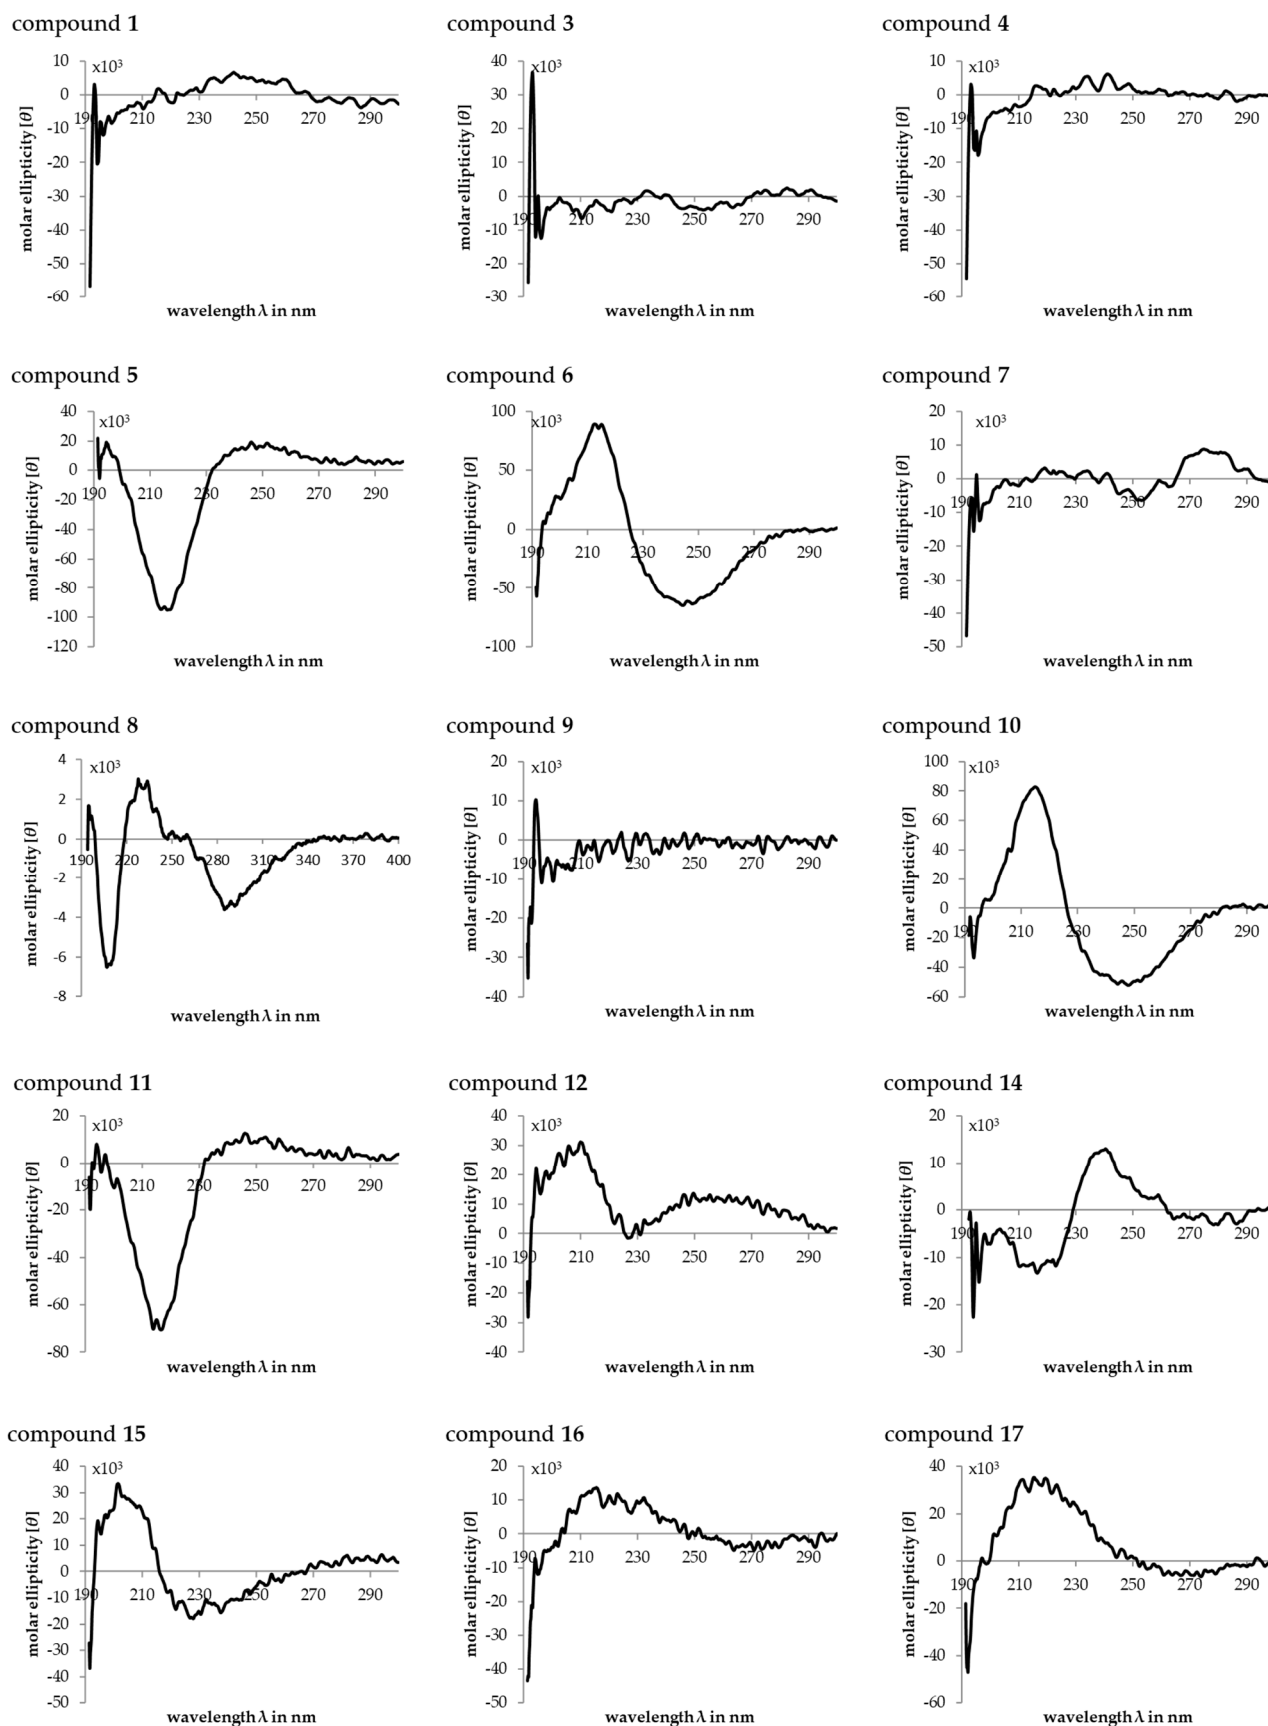 compound 1
x10³
molar ellipticity [θ]
10
0
-10
-20
-30
-40
-50
-60
190 210 230 250 270 290
wavelength λ in nm
compound 3
x10³
molar ellipticity [θ]
40
30
20
10
0
-10
-20
-30
190 210 230 250 270 290
wavelength λ in nm
compound 4
x10³
molar ellipticity [θ]
10
0
-10
-20
-30
-40
-50
-60
190 210 230 250 270 290
wavelength λ in nm
compound 5
x10³
molar ellipticity [θ]
40
20
0
-20
-40
-60
-80
-100
-120
190 210 230 250 270 290
wavelength λ in nm
compound 6
x10³
molar ellipticity [θ]
100
50
0
-50
-100
190 210 230 250 270 290
wavelength λ in nm
compound 7
x10³
molar ellipticity [θ]
20
10
0
-10
-20
-30
-40
-50
190 210 230 250 270 290
wavelength λ in nm
compound 8
x10³
molar ellipticity [θ]
4
2
0
-2
-4
-6
-8
190 220 250 280 310 340 370 400
wavelength λ in nm
compound 9
x10³
molar ellipticity [θ]
20
10
0
-10
-20
-30
-40
190 210 230 250 270 290
wavelength λ in nm
compound 10
x10³
molar ellipticity [θ]
100
80
60
40
20
0
-20
-40
-60
190 210 230 250 270 290
wavelength λ in nm
compound 11
x10³
molar ellipticity [θ]
20
0
-20
-40
-60
-80
190 210 230 250 270 290
wavelength λ in nm
compound 12
x10³
molar ellipticity [θ]
40
30
20
10
0
-10
-20
-30
-40
190 210 230 250 270 290
wavelength λ in nm
compound 14
x10³
molar ellipticity [θ]
20
10
0
-10
-20
-30
190 210 230 250 270 290
wavelength λ in nm
compound 15
x10³
molar ellipticity [θ]
40
30
20
10
0
-10
-20
-30
-40
-50
190 210 230 250 270 290
wavelength λ in nm
compound 16
x10³
molar ellipticity [θ]
20
10
0
-10
-20
-30
-40
-50
190 210 230 250 270 290
wavelength λ in nm
compound 17
x10³
molar ellipticity [θ]
40
20
0
-20
-40
-60
190 210 230 250 270 290
wavelength λ in nm